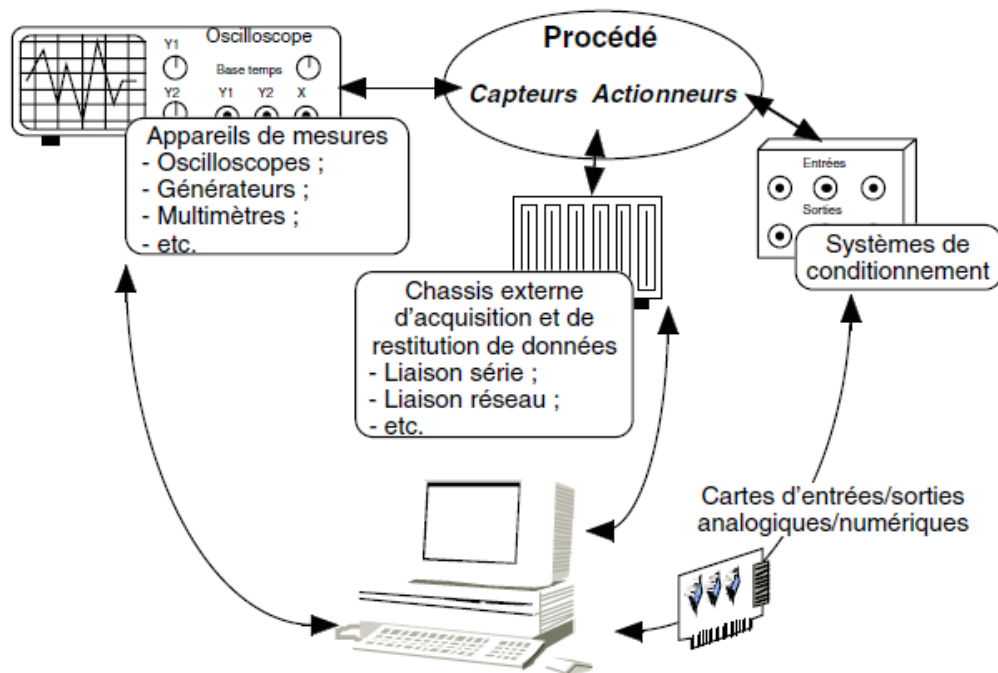 Oscilloscope
Y1
Base temps
Y2
Y1 Y2 X
Appareils de mesures
- Oscilloscopes ;
- Générateurs ;
- Multimètres ;
- etc.
Procédé
Capteurs Actionneurs
Entrées
Sorties
Systèmes de
conditionnement
Chassis externe
d'acquisition et de
restitution de données
- Liaison série ;
- Liaison réseau ;
- etc.
Cartes d'entrées/sorties
analogiques/numériques